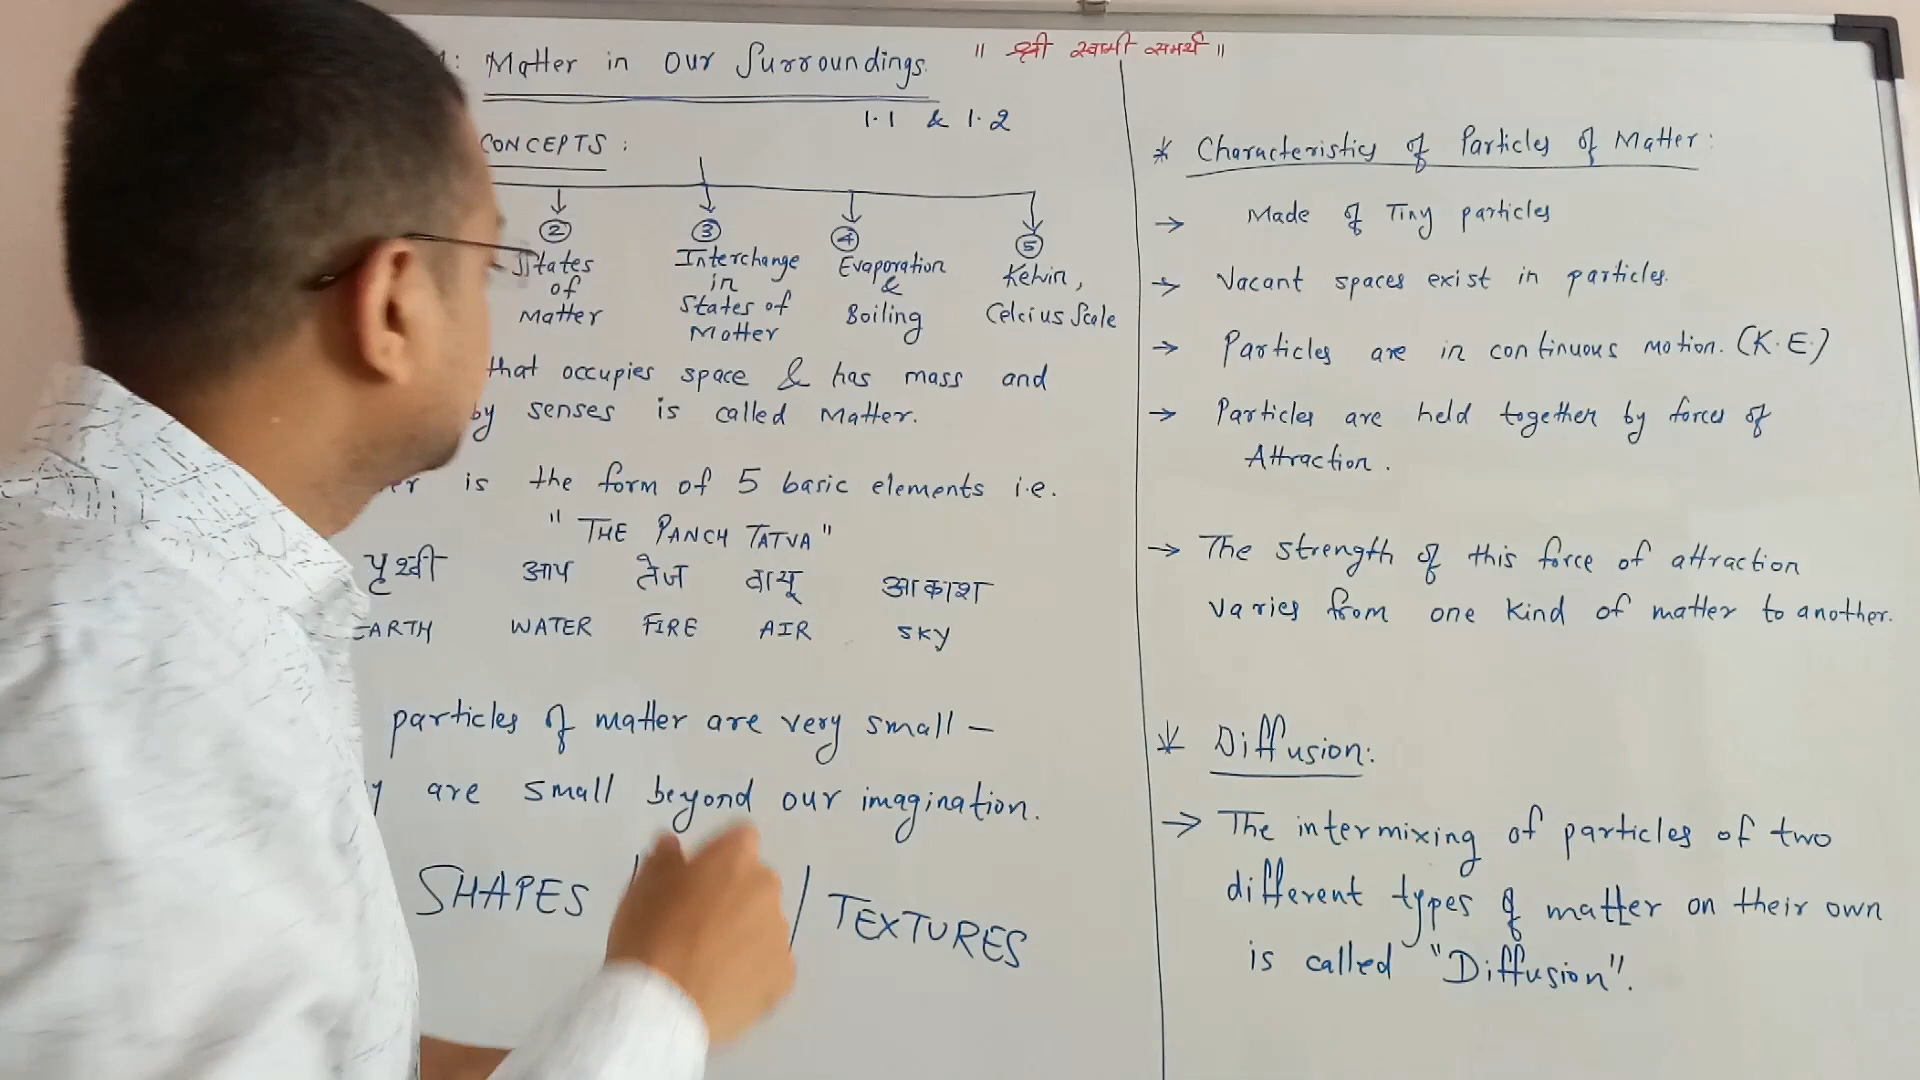 : Matter in Our Surroundings.
॥ श्री स्वामी समर्थ ॥
1.1 & 1.2
CONCEPTS :
② ③ ④ ⑤
States
of
Matter
Interchange
in
States of
Matter
Evaporation
&
Boiling
Kelvin,
Celcius Scale
that occupies space & has mass and
by senses is called Matter.
is the form of 5 basic elements i.e.
" THE PANCH TATVA "
पृथ्वी आप तेज वायू आकाश
EARTH WATER FIRE AIR SKY
particles of matter are very small –
are small beyond our imagination.
SHAPES / / TEXTURES
* Characteristics of Particles of Matter :
→ Made of Tiny particles
→ Vacant spaces exist in particles.
→ Particles are in continuous motion. (K.E.)
→ Particles are held together by forces of
Attraction.
→ The strength of this force of attraction
varies from one kind of matter to another.
* Diffusion:
→ The intermixing of particles of two
different types of matter on their own
is called "Diffusion".